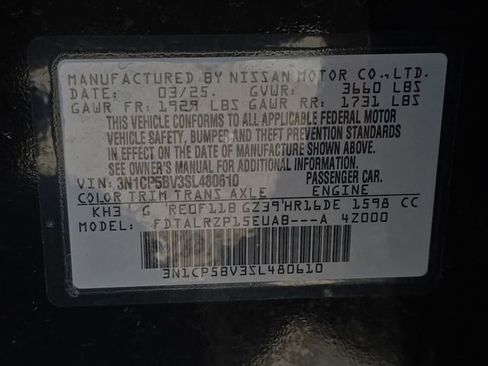 MANUFACTURED BY NISSAN MOTOR CO., LTD.
DATE: 03/25. GVWR: 3660 LBS
GAWR FR: 1929 LBS GAWR RR: 1731 LBS
THIS VEHICLE CONFORMS TO ALL APPLICABLE FEDERAL MOTOR
VEHICLE SAFETY, BUMPER AND THEFT PREVENTION STANDARDS
IN EFFECT ON THE DATE OF MANUFACTURE SHOWN ABOVE.
SEE OWNER'S MANUAL FOR ADDITIONAL INFORMATION.
VIN: 3N1CP5BV3SL480610 PASSENGER CAR.
COLOR TRIM TRANS AXLE ENGINE
KH3 G RE0F11B GZ39 HR16DE 1598 CC
MODEL: FDTALRZP15EUAB---A 4Z000
3N1CP5BV3SL480610